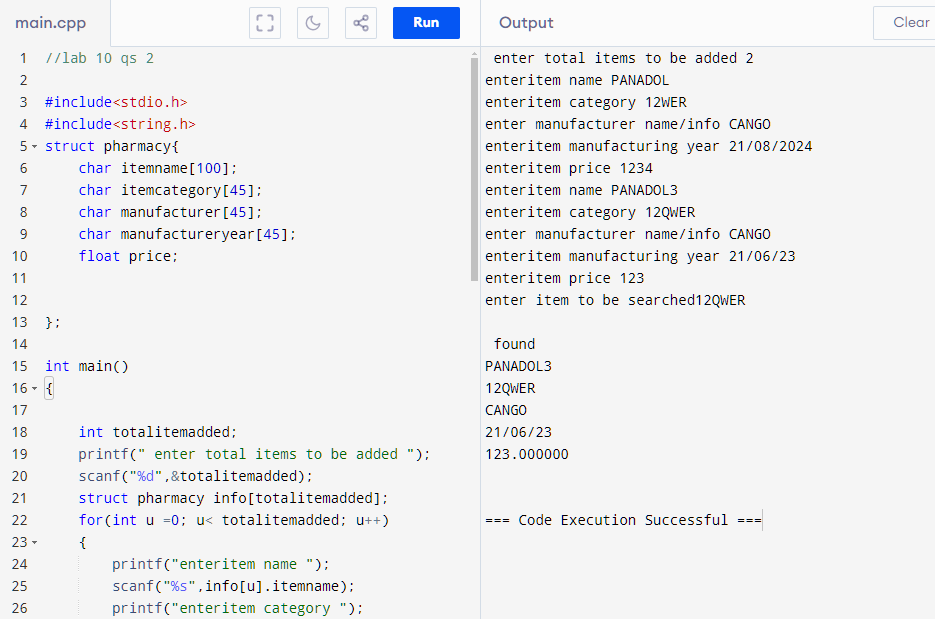 main.cpp
Run
Output
Clear
1 //lab 10 qs 2
2
3 #include<stdio.h>
4 #include<string.h>
5 struct pharmacy{
6 char itemname[100];
7 char itemcategory[45];
8 char manufacturer[45];
9 char manufactureryear[45];
10 float price;
11
12
13 };
14
15 int main()
16 {
17
18 int totalitemadded;
19 printf(" enter total items to be added ");
20 scanf("%d",&totalitemadded);
21 struct pharmacy info[totalitemadded];
22 for(int u =0; u< totalitemadded; u++)
23 {
24 printf("enteritem name ");
25 scanf("%s",info[u].itemname);
26 printf("enteritem category ");
enter total items to be added 2
enteritem name PANADOL
enteritem category 12WER
enter manufacturer name/info CANGO
enteritem manufacturing year 21/08/2024
enteritem price 1234
enteritem name PANADOL3
enteritem category 12QWER
enter manufacturer name/info CANGO
enteritem manufacturing year 21/06/23
enteritem price 123
enter item to be searched12QWER
found
PANADOL3
12QWER
CANGO
21/06/23
123.000000
=== Code Execution Successful ===